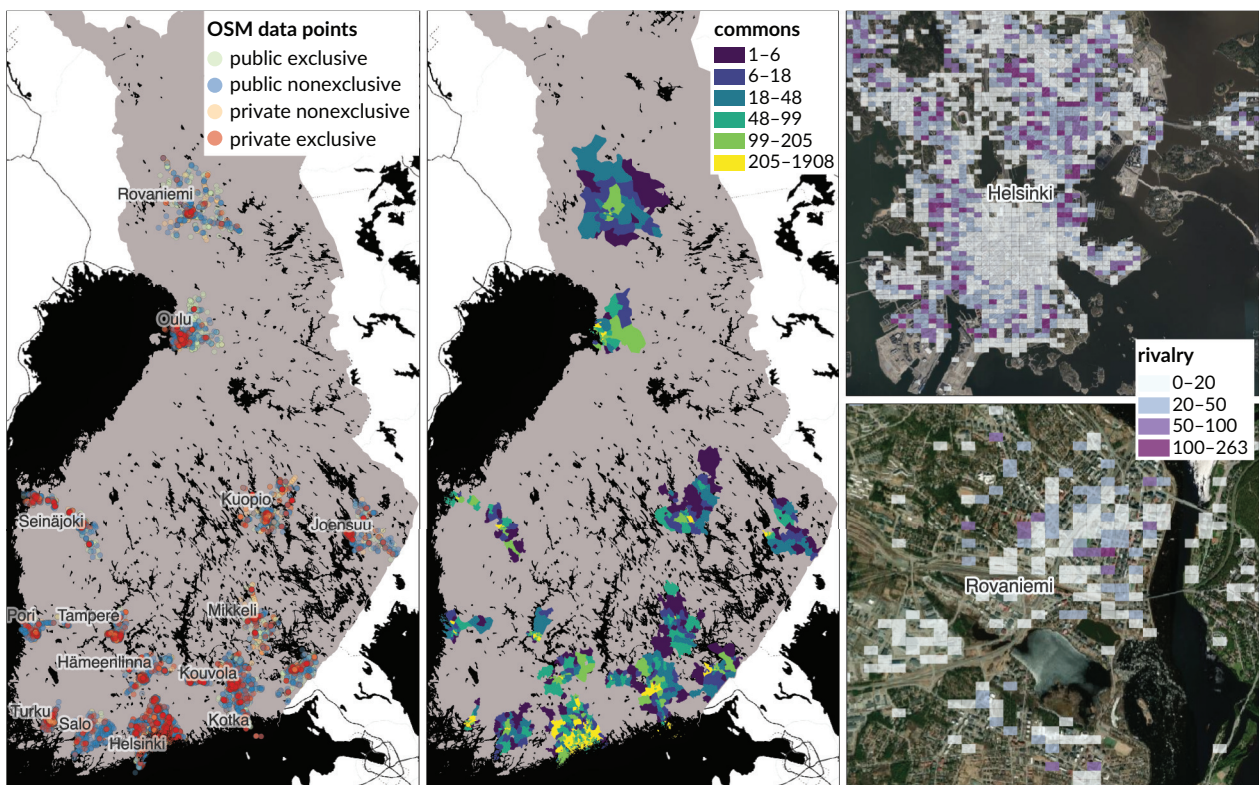 OSM data points
public exclusive
public nonexclusive
private nonexclusive
private exclusive
Rovaniemi
Oulu
Kuopio
Seinäjoki
Joensuu
Pori
Tampere
Mikkeli
Hämeenlinna
Kouvola
Turku
Salo
Kotka
Helsinki
commons
1–6
6–18
18–48
48–99
99–205
205–1908
Helsinki
rivalry
0–20
20–50
50–100
100–263
Rovaniemi